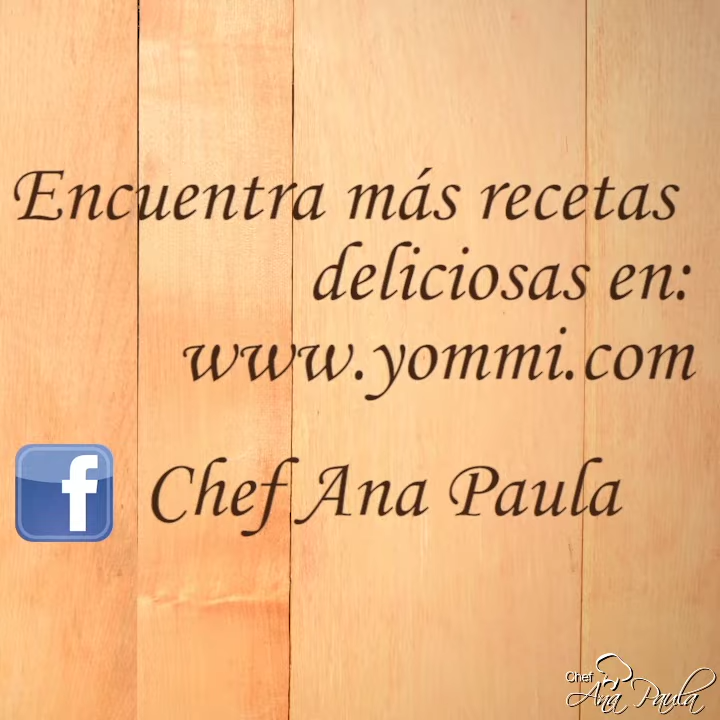 Encuentra más recetas
deliciosas en:
www.yommi.com
f Chef Ana Paula
Chef
Ana Paula